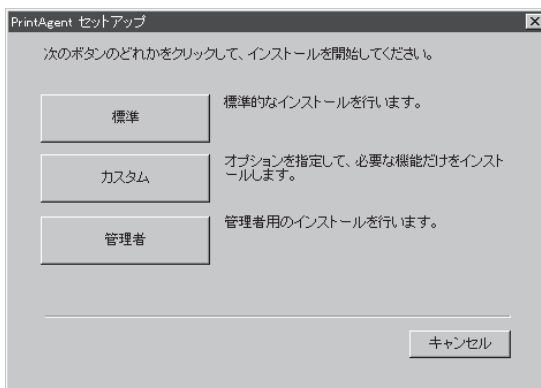 PrintAgent セットアップ
次のボタンのどれかをクリックして、インストールを開始してください。
標準
標準的なインストールを行います。
カスタム
オプションを指定して、必要な機能だけをインスト
ールします。
管理者
管理者用のインストールを行います。
キャンセル